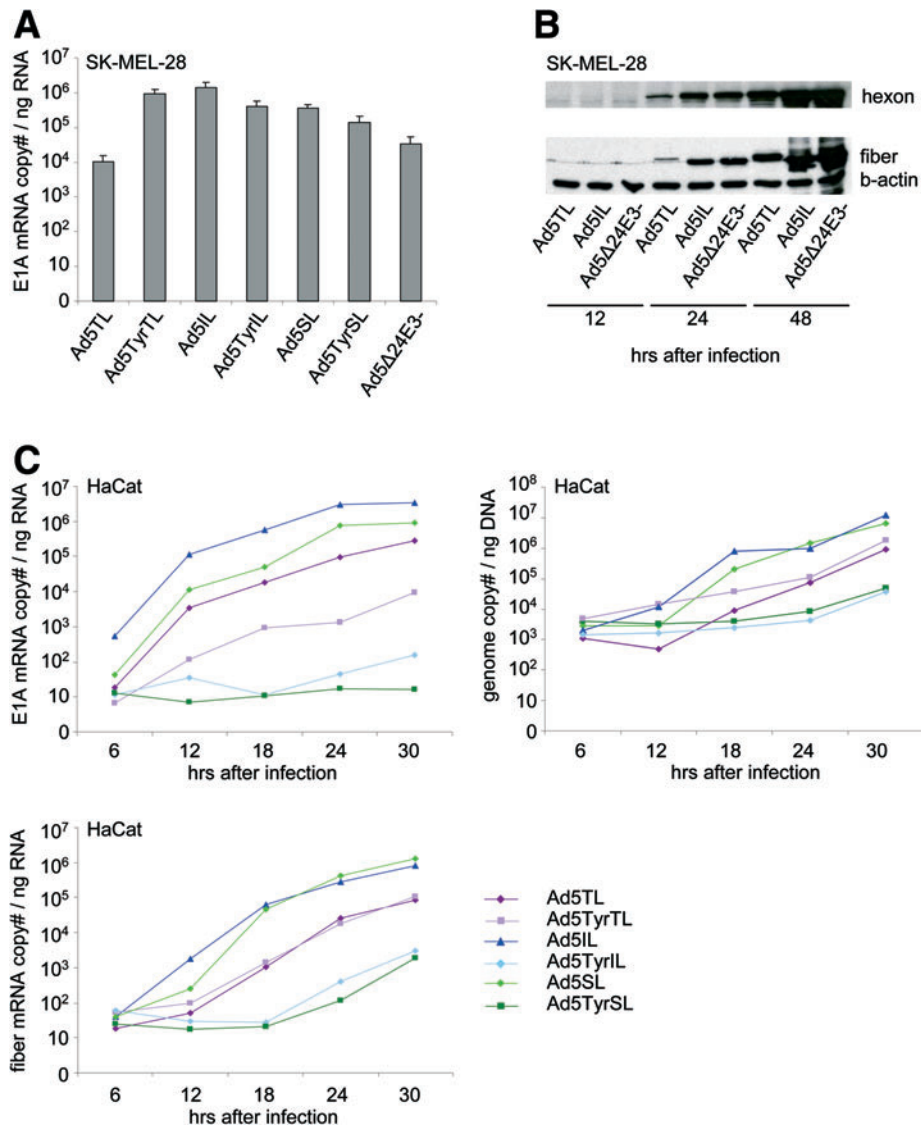 A
SK-MEL-28
E1A mRNA copy# / ng RNA
10⁷
10⁶
10⁵
10⁴
10³
10²
10
0
Ad5TL
Ad5TyrTL
Ad5IL
Ad5TyrIL
Ad5SL
Ad5TyrSL
Ad5Δ24E3-
B
SK-MEL-28
hexon
fiber
b-actin
Ad5TL
Ad5IL
Ad5Δ24E3-
Ad5TL
Ad5IL
Ad5Δ24E3-
Ad5TL
Ad5IL
Ad5Δ24E3-
12 24 48
hrs after infection
C
HaCat
E1A mRNA copy# / ng RNA
10⁷
10⁶
10⁵
10⁴
10³
10²
10
0
6 12 18 24 30
hrs after infection
HaCat
genome copy# / ng DNA
10⁸
10⁷
10⁶
10⁵
10⁴
10³
10²
10
0
6 12 18 24 30
hrs after infection
HaCat
fiber mRNA copy# / ng RNA
10⁷
10⁶
10⁵
10⁴
10³
10²
10
0
6 12 18 24 30
hrs after infection
Ad5TL
Ad5TyrTL
Ad5IL
Ad5TyrIL
Ad5SL
Ad5TyrSL